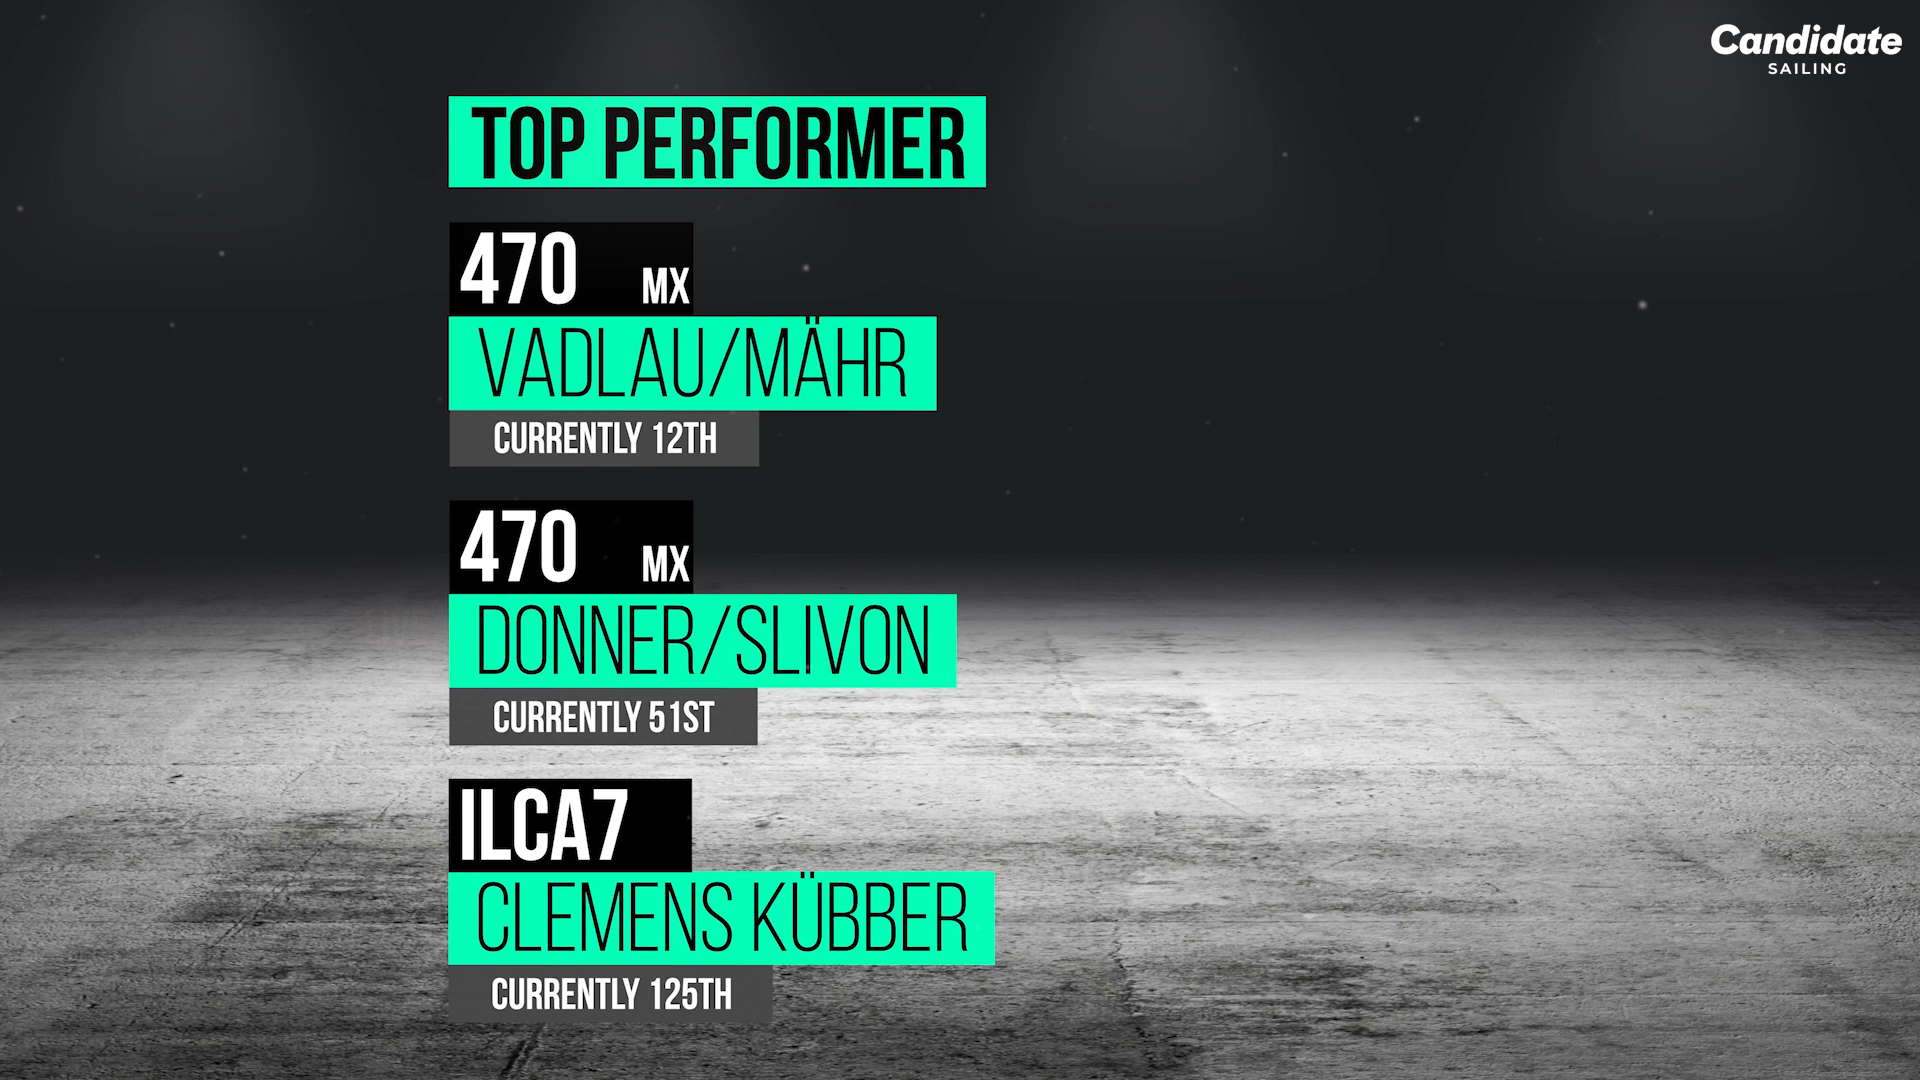 Candidate
SAILING
TOP PERFORMER
470 MX
VADLAU/MÄHR
CURRENTLY 12TH
470 MX
DONNER/SLIVON
CURRENTLY 51ST
ILCA7
CLEMENS KÜBBER
CURRENTLY 125TH